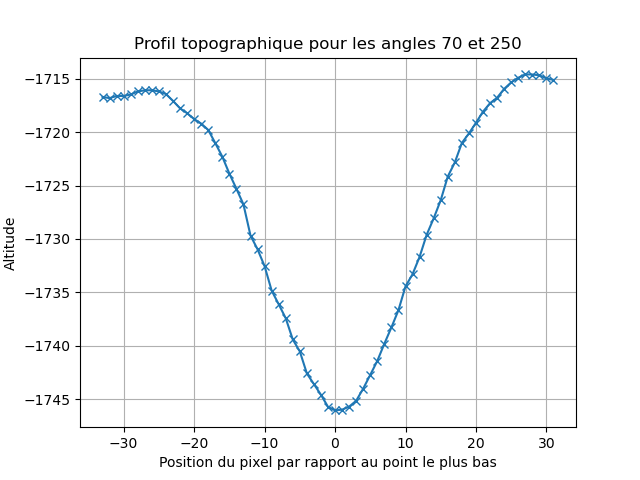 Profil topographique pour les angles 70 et 250
−1715
−1720
−1725
−1730
−1735
−1740
−1745
Altitude
−30 −20 −10 0 10 20 30
Position du pixel par rapport au point le plus bas